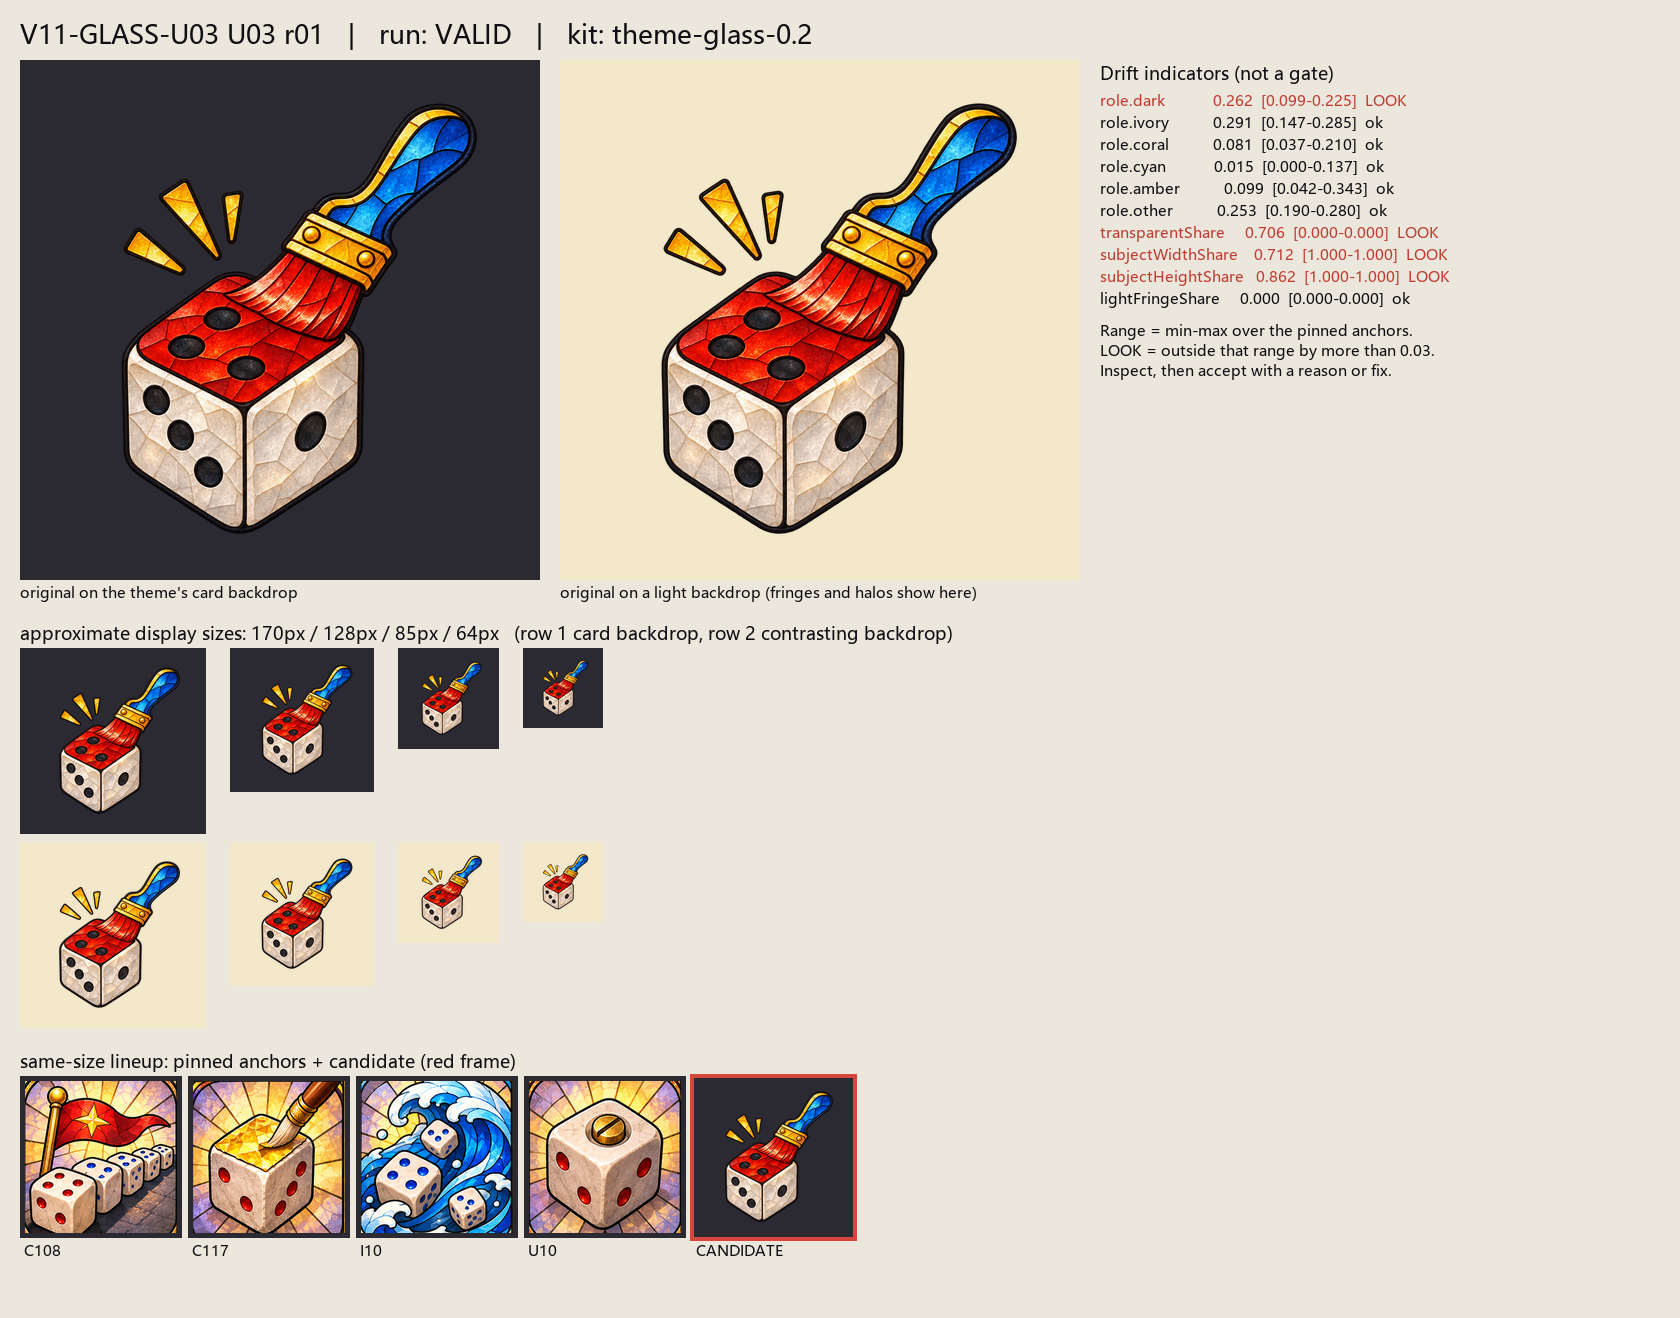 V11-GLASS-U03 U03 r01 | run: VALID | kit: theme-glass-0.2
Drift indicators (not a gate)
role.dark 0.262 [0.099-0.225] LOOK
role.ivory 0.291 [0.147-0.285] ok
role.coral 0.081 [0.037-0.210] ok
role.cyan 0.015 [0.000-0.137] ok
role.amber 0.099 [0.042-0.343] ok
role.other 0.253 [0.190-0.280] ok
transparentShare 0.706 [0.000-0.000] LOOK
subjectWidthShare 0.712 [1.000-1.000] LOOK
subjectHeightShare 0.862 [1.000-1.000] LOOK
lightFringeShare 0.000 [0.000-0.000] ok
Range = min-max over the pinned anchors.
LOOK = outside that range by more than 0.03.
Inspect, then accept with a reason or fix.
original on the theme's card backdrop
original on a light backdrop (fringes and halos show here)
approximate display sizes: 170px / 128px / 85px / 64px (row 1 card backdrop, row 2 contrasting backdrop)
same-size lineup: pinned anchors + candidate (red frame)
C108
C117
I10
U10
CANDIDATE